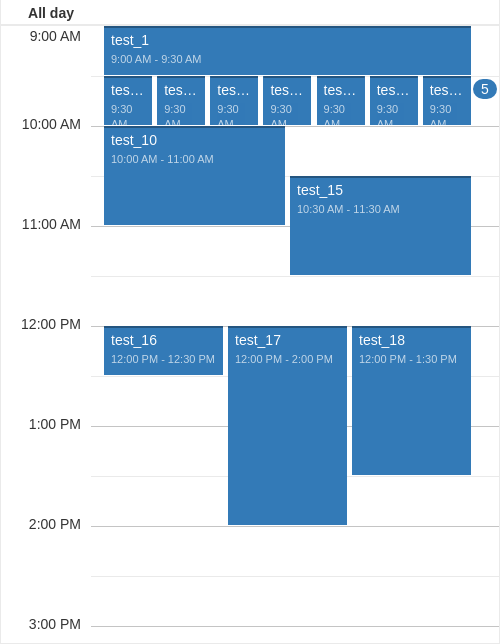 All day
9:00 AM
test_1
9:00 AM - 9:30 AM
tes… tes… tes… tes… tes… tes… tes… 5
9:30 9:30 9:30 9:30 9:30 9:30 9:30
AM AM AM AM AM AM AM
10:00 AM
test_10
10:00 AM - 11:00 AM
test_15
10:30 AM - 11:30 AM
11:00 AM
12:00 PM
test_16 test_17 test_18
12:00 PM - 12:30 PM 12:00 PM - 2:00 PM 12:00 PM - 1:30 PM
1:00 PM
2:00 PM
3:00 PM